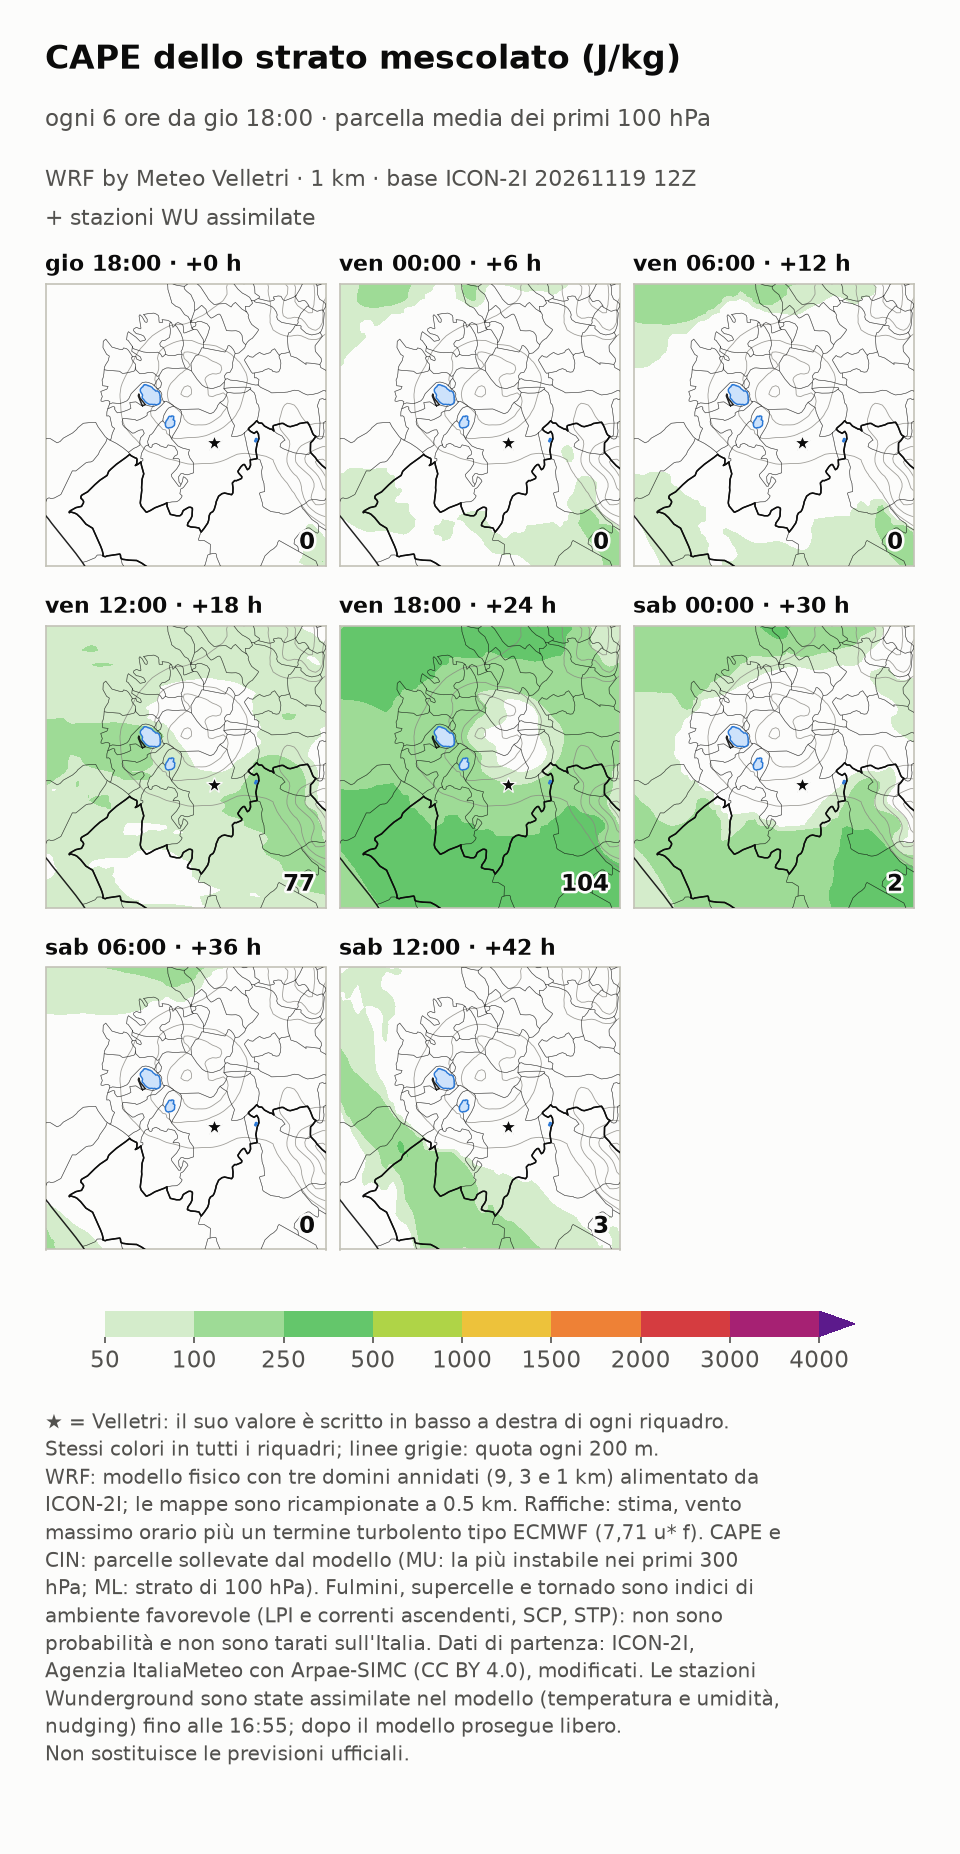 CAPE dello strato mescolato (J/kg)
ogni 6 ore da gio 18:00 · parcella media dei primi 100 hPa
WRF by Meteo Velletri · 1 km · base ICON-2I 20261119 12Z
+ stazioni WU assimilate
gio 18:00 · +0 h
ven 00:00 · +6 h
ven 06:00 · +12 h
0
0
0
ven 12:00 · +18 h
ven 18:00 · +24 h
sab 00:00 · +30 h
77
104
2
sab 06:00 · +36 h
sab 12:00 · +42 h
0
3
50 100 250 500 1000 1500 2000 3000 4000
★ = Velletri: il suo valore è scritto in basso a destra di ogni riquadro.
Stessi colori in tutti i riquadri; linee grigie: quota ogni 200 m.
WRF: modello fisico con tre domini annidati (9, 3 e 1 km) alimentato da
ICON-2I; le mappe sono ricampionate a 0.5 km. Raffiche: stima, vento
massimo orario più un termine turbolento tipo ECMWF (7,71 u* f). CAPE e
CIN: parcelle sollevate dal modello (MU: la più instabile nei primi 300
hPa; ML: strato di 100 hPa). Fulmini, supercelle e tornado sono indici di
ambiente favorevole (LPI e correnti ascendenti, SCP, STP): non sono
probabilità e non sono tarati sull'Italia. Dati di partenza: ICON-2I,
Agenzia ItaliaMeteo con Arpae-SIMC (CC BY 4.0), modificati. Le stazioni
Wunderground sono state assimilate nel modello (temperatura e umidità,
nudging) fino alle 16:55; dopo il modello prosegue libero.
Non sostituisce le previsioni ufficiali.